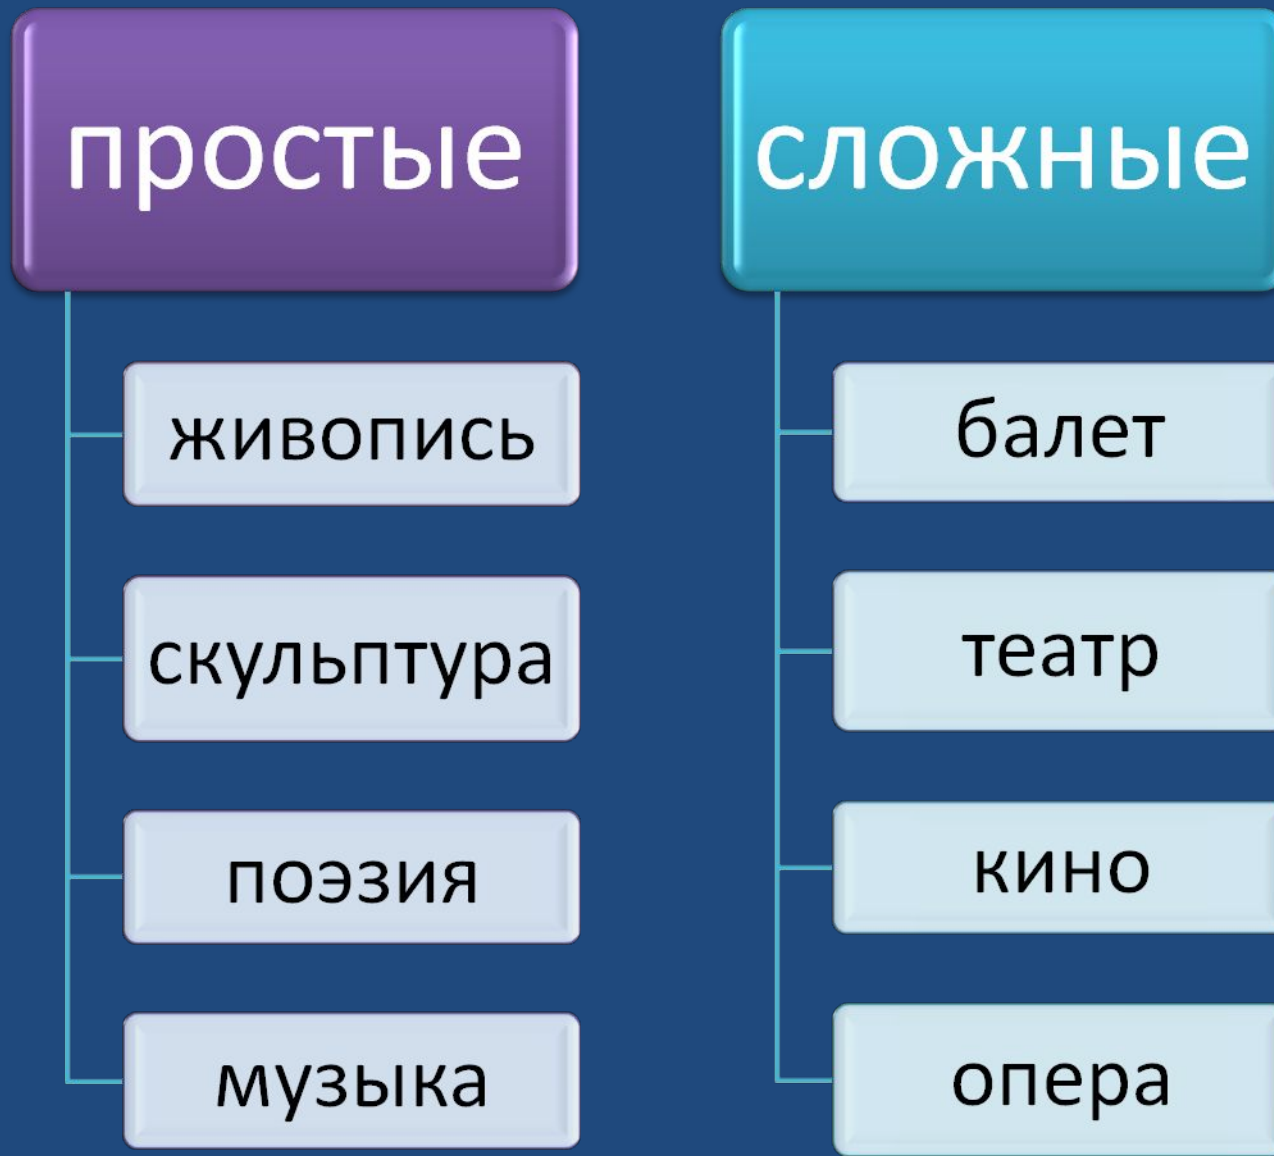 простые
живопись
скульптура
поэзия
музыка
сложные
балет
театр
кино
опера